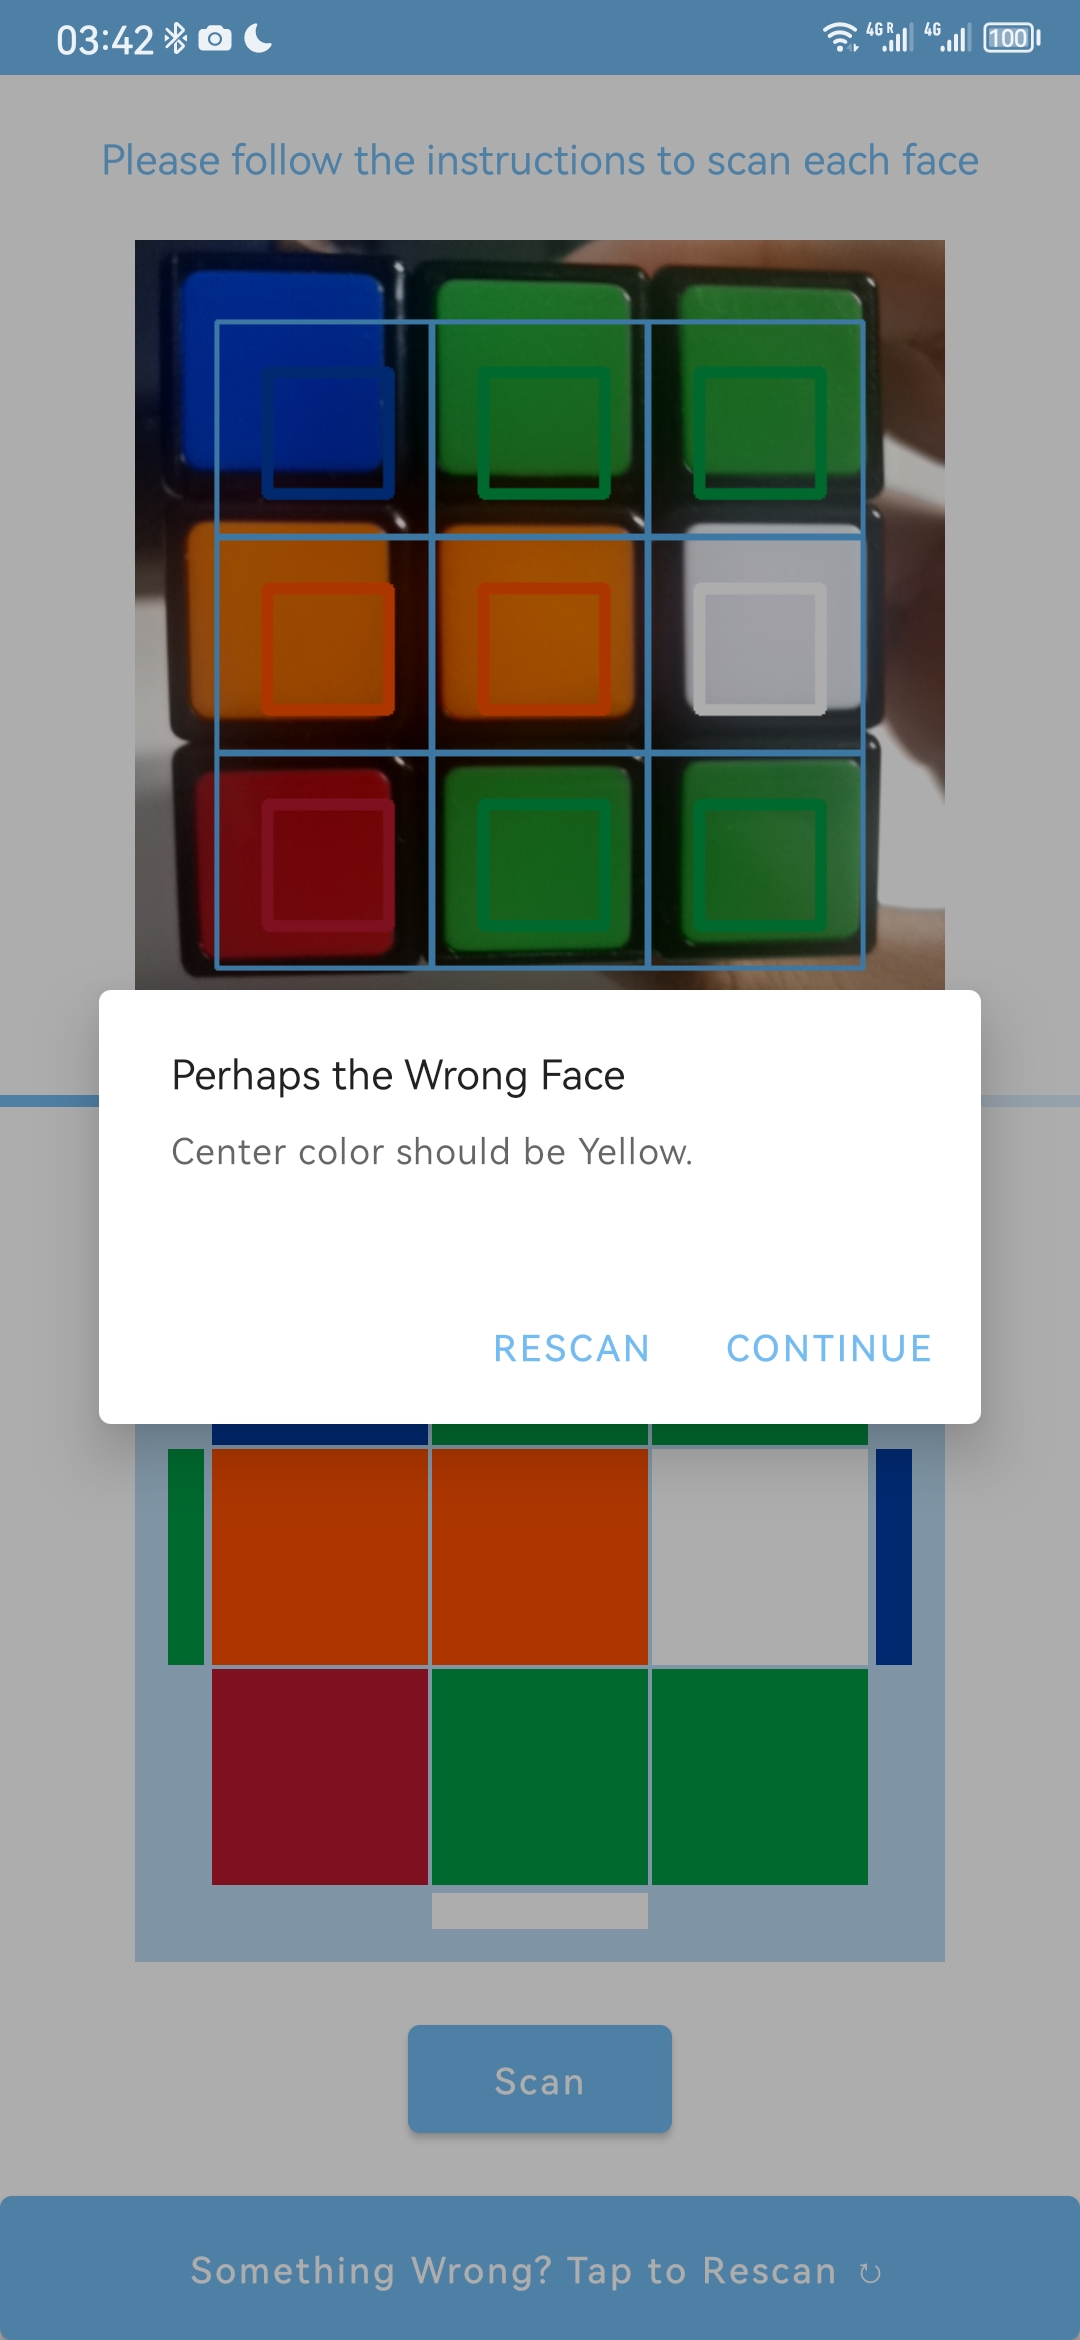 03:42
4G R
4G
100
Please follow the instructions to scan each face
Perhaps the Wrong Face
Center color should be Yellow.
RESCAN CONTINUE
Scan
Something Wrong? Tap to Rescan ↻